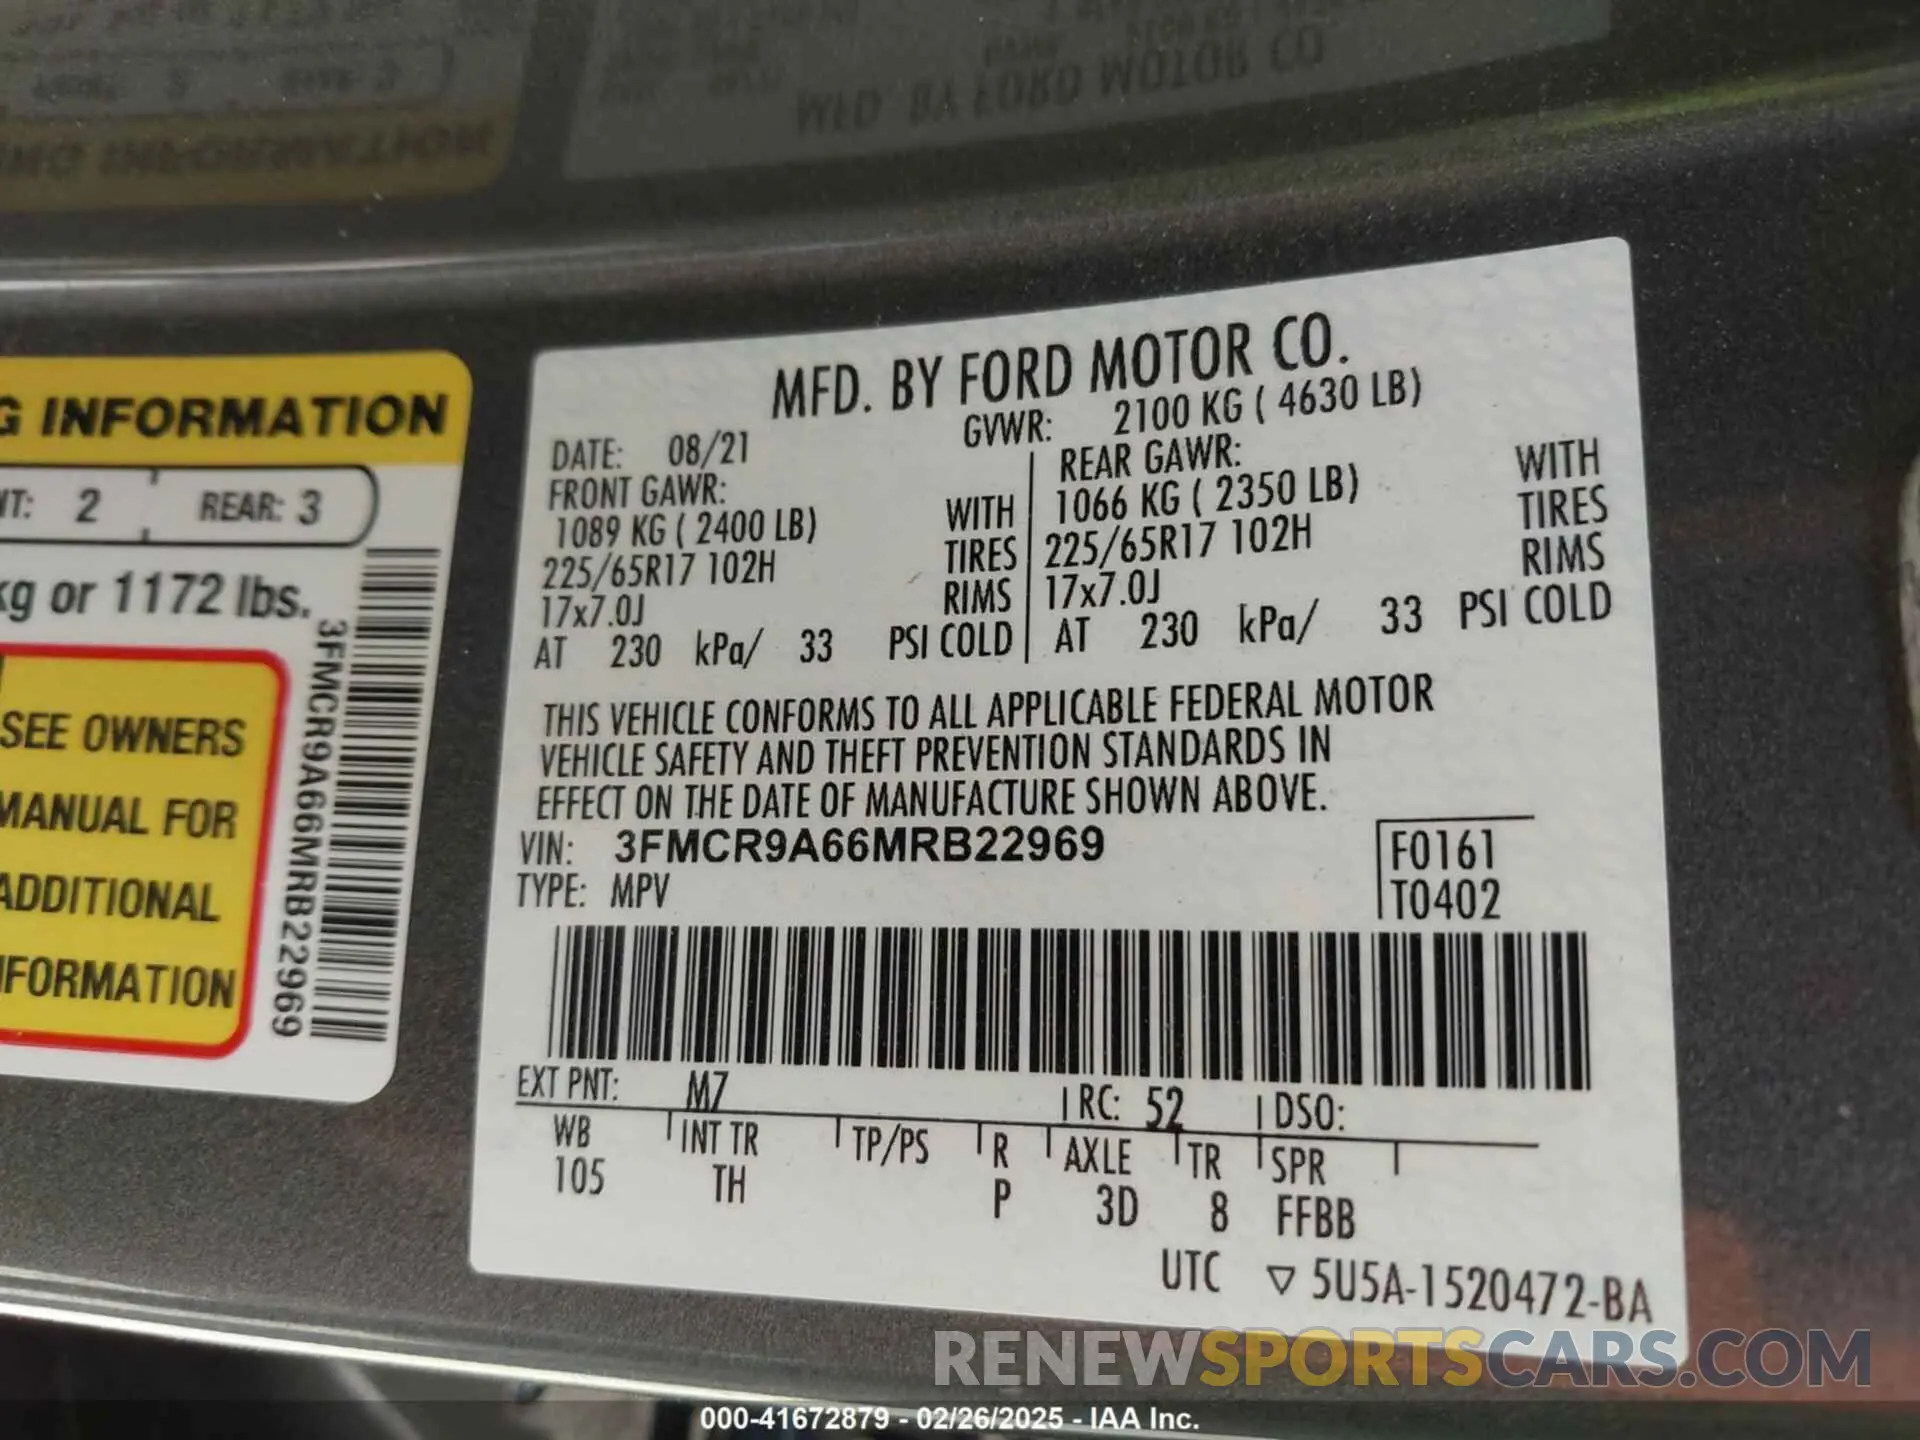 G INFORMATION
NT: 2 REAR: 3
kg or 1172 lbs.
SEE OWNERS
MANUAL FOR
ADDITIONAL
INFORMATION
3FMCR9A66MRB22969
MFD. BY FORD MOTOR CO.
DATE: 08/21 GVWR: 2100 KG ( 4630 LB)
FRONT GAWR: REAR GAWR:
1089 KG ( 2400 LB) WITH 1066 KG ( 2350 LB) WITH
225/65R17 102H TIRES 225/65R17 102H TIRES
17x7.0J RIMS 17x7.0J RIMS
AT 230 kPa/ 33 PSI COLD AT 230 kPa/ 33 PSI COLD
THIS VEHICLE CONFORMS TO ALL APPLICABLE FEDERAL MOTOR
VEHICLE SAFETY AND THEFT PREVENTION STANDARDS IN
EFFECT ON THE DATE OF MANUFACTURE SHOWN ABOVE.
VIN: 3FMCR9A66MRB22969 F0161
TYPE: MPV T0402
EXT PNT: M7 RC: 52 DSO:
WB INT TR TP/PS R AXLE TR SPR
105 TH P 3D 8 FFBB
UTC ▽ 5U5A-1520472-BA
RENEWSPORTSCARS.COM
000-41672879 - 02/26/2025 - IAA Inc.